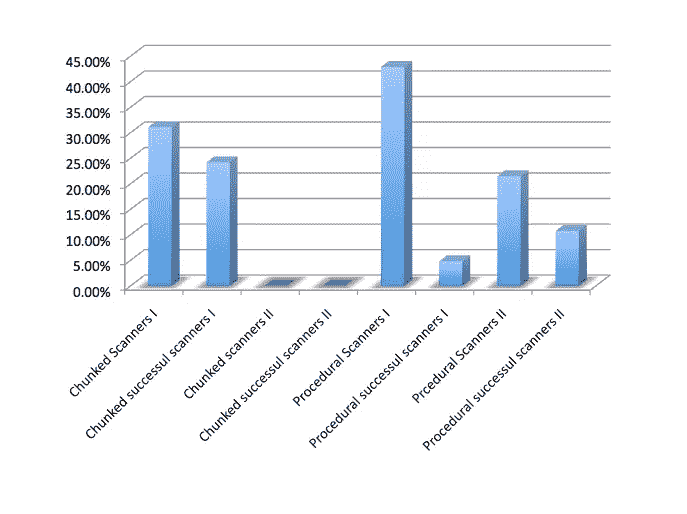 45.00%
40.00%
35.00%
30.00%
25.00%
20.00%
15.00%
10.00%
5.00%
0.00%
Chunked Scanners I
Chunked successul scanners I
Chunked scanners II
Chunked successul scanners II
Procedural Scanners I
Procedural successul scanners I
Prcedural Scanners II
Procedural successul scanners II